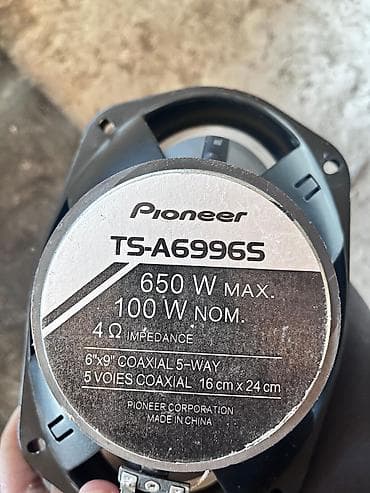 Pioneer
TS-A6996S
650 W MAX.
100 W NOM.
4 Ω IMPEDANCE
6"x9" COAXIAL 5-WAY
5 VOIES COAXIAL 16 cm x 24 cm
PIONEER CORPORATION
MADE IN CHINA